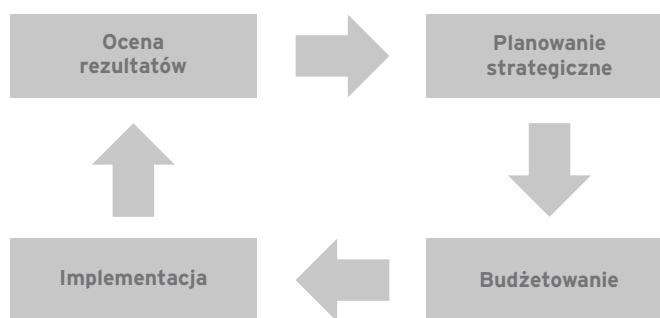 Ocena
rezultatów
Planowanie
strategiczne
Implementacja
Budżetowanie